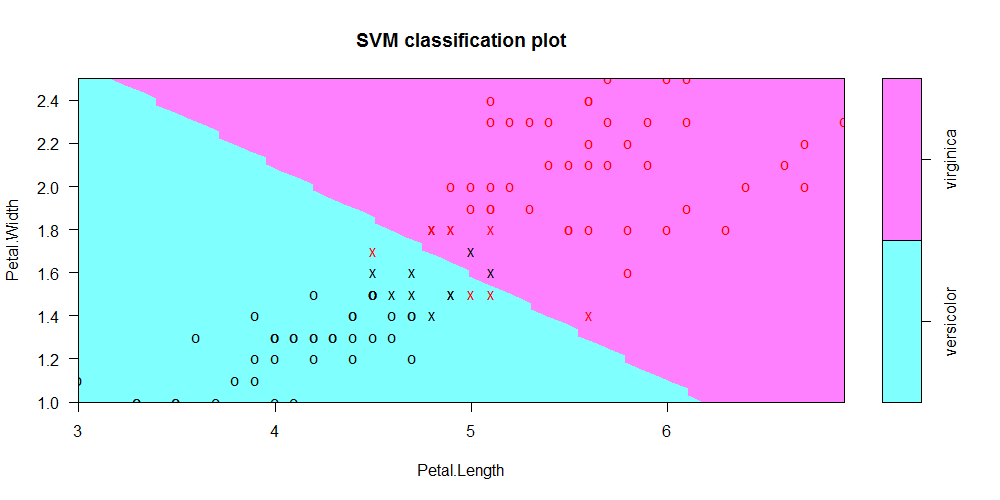 SVM classification plot
Petal.Width
2.4
2.2
2.0
1.8
1.6
1.4
1.2
1.0
3
4
5
6
Petal.Length
virginica
versicolor